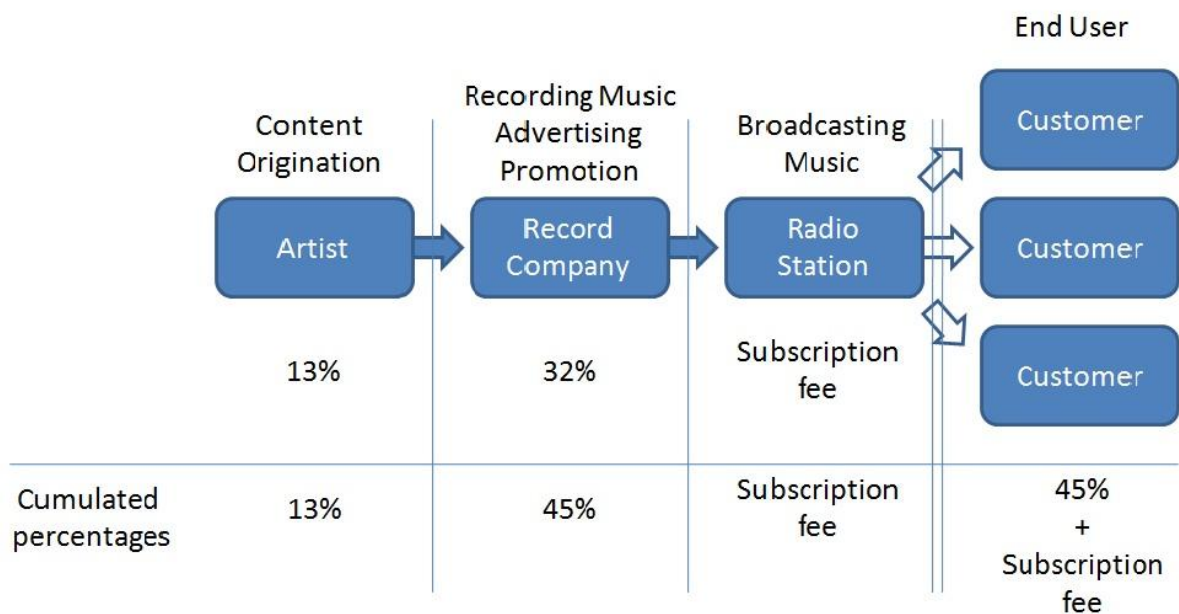 End User
Content
Origination
Recording Music
Advertising
Promotion
Broadcasting
Music
Customer
Artist
Record
Company
Radio
Station
Customer
Customer
13%
32%
Subscription
fee
Cumulated
percentages
13%
45%
Subscription
fee
45%
+
Subscription
fee